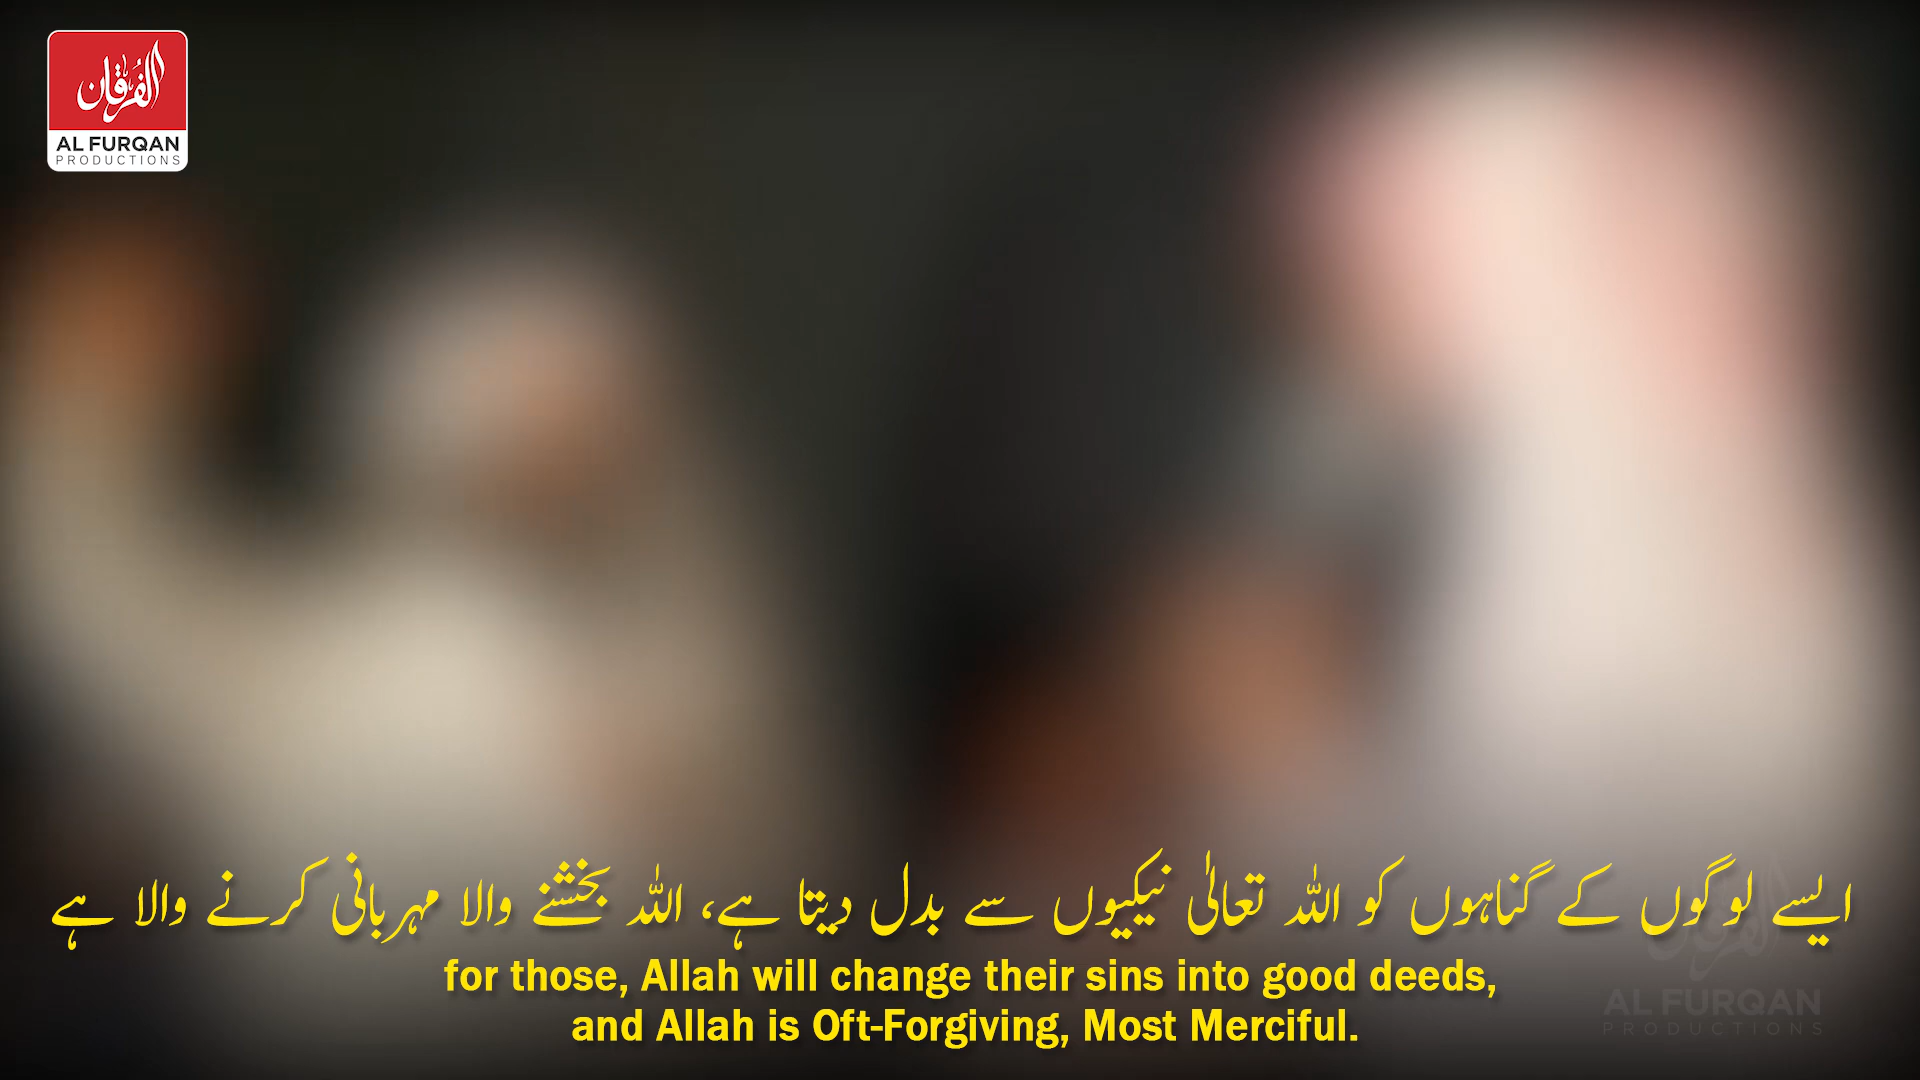 الفرقان
AL FURQAN
PRODUCTIONS
ایسے لوگوں کے گناہوں کو اللہ تعالٰی نیکیوں سے بدل دیتا ہے، اللہ بخشنے والا مہربانی کرنے والا ہے
for those, Allah will change their sins into good deeds,
and Allah is Oft-Forgiving, Most Merciful.
الفرقان
AL FURQAN
PRODUCTIONS